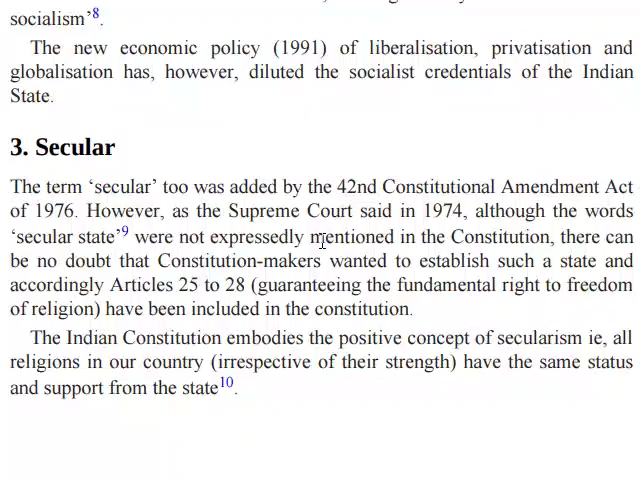 socialism’8.
The new economic policy (1991) of liberalisation, privatisation and
globalisation has, however, diluted the socialist credentials of the Indian
State.
3. Secular
The term ‘secular’ too was added by the 42nd Constitutional Amendment Act
of 1976. However, as the Supreme Court said in 1974, although the words
‘secular state’9 were not expressedly mentioned in the Constitution, there can
be no doubt that Constitution-makers wanted to establish such a state and
accordingly Articles 25 to 28 (guaranteeing the fundamental right to freedom
of religion) have been included in the constitution.
The Indian Constitution embodies the positive concept of secularism ie, all
religions in our country (irrespective of their strength) have the same status
and support from the state10.